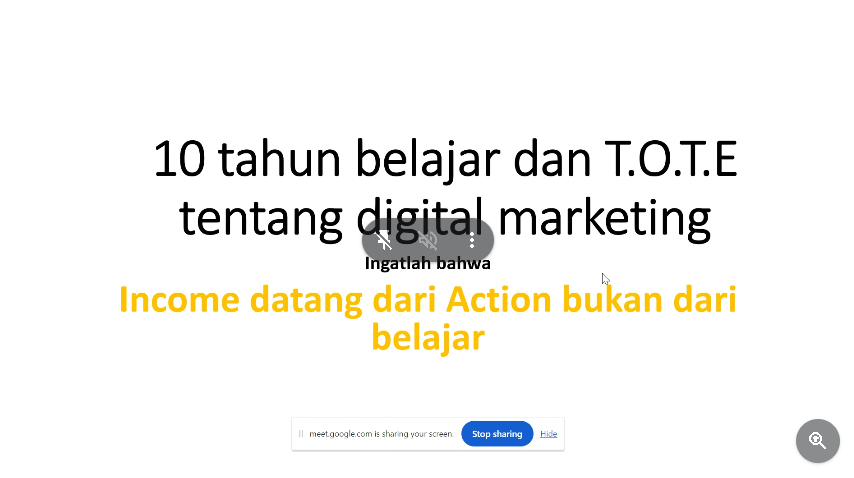 10 tahun belajar dan T.O.T.E
tentang digital marketing
Ingatlah bahwa
Income datang dari Action bukan dari
belajar
meet.google.com is sharing your screen.
Stop sharing
Hide